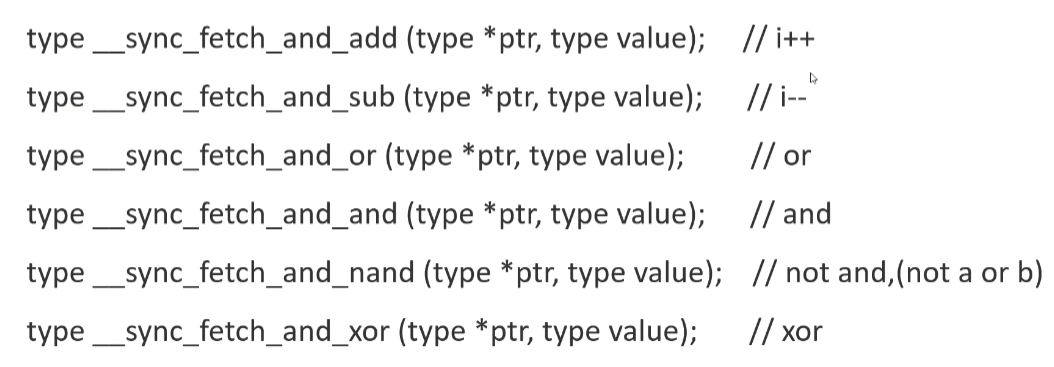 type __sync_fetch_and_add (type *ptr, type value); // i++
type __sync_fetch_and_sub (type *ptr, type value); // i--
type __sync_fetch_and_or (type *ptr, type value); // or
type __sync_fetch_and_and (type *ptr, type value); // and
type __sync_fetch_and_nand (type *ptr, type value); // not and,(not a or b)
type __sync_fetch_and_xor (type *ptr, type value); // xor